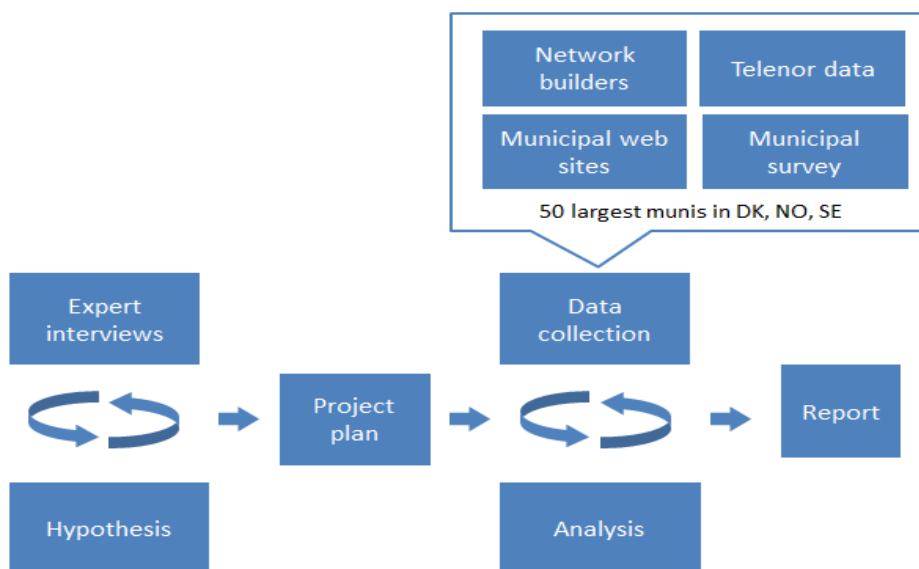 Network
builders
Telenor data
Municipal web
sites
Municipal
survey
50 largest munis in DK, NO, SE
Expert
interviews
Data
collection
Project
plan
Report
Hypothesis
Analysis